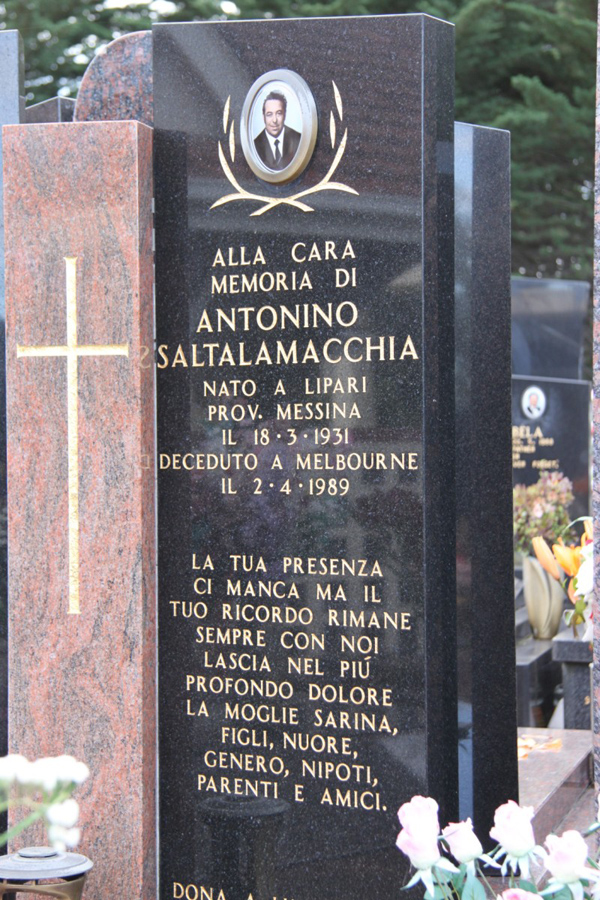 ALLA CARA
MEMORIA DI
ANTONINO
SALTALAMACCHIA
NATO A LIPARI
PROV. MESSINA
IL 18·3·1931
DECEDUTO A MELBOURNE
IL 2·4·1989
LA TUA PRESENZA
CI MANCA MA IL
TUO RICORDO RIMANE
SEMPRE CON NOI
LASCIA NEL PIÚ
PROFONDO DOLORE
LA MOGLIE SARINA,
FIGLI, NUORE,
GENERO, NIPOTI,
PARENTI E AMICI.
DONA A